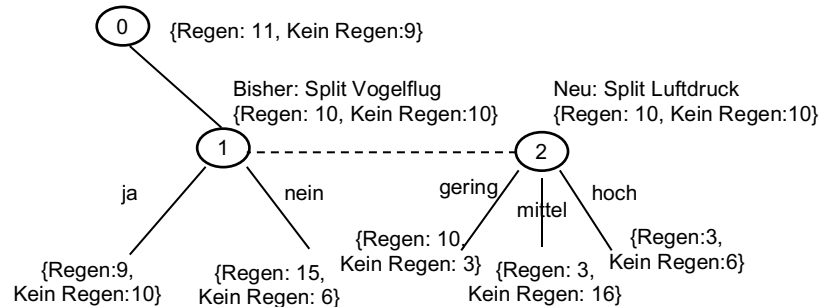 0
{Regen: 11, Kein Regen:9}
Bisher: Split Vogelflug
{Regen: 10, Kein Regen:10}
Neu: Split Luftdruck
{Regen: 10, Kein Regen:10}
1
2
ja
nein
gering
mittel
hoch
{Regen:9,
Kein Regen:10}
{Regen: 15,
Kein Regen: 6}
{Regen: 10,
Kein Regen: 3}
{Regen: 3,
Kein Regen: 16}
{Regen:3,
Kein Regen:6}